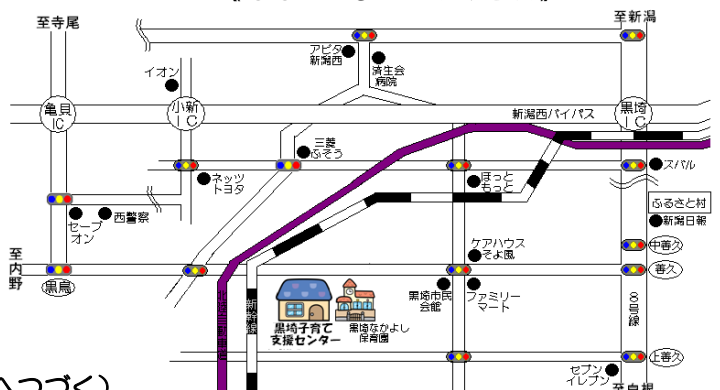 至寺尾
至新潟
アピタ
新潟西
済生会
病院
イオン
亀貝
IC
小新
IC
新潟西バイパス
黒埼
IC
三菱
ふそう
ネッツ
トヨタ
ほっと
もっと
スバル
ふるさと村
新潟日報
セーブ
オン
西警察
ケアハウス
そよ風
中善久
至内野
黒鳥
善久
新幹線
黒埼子育て
支援センター
黒埼なかよし
保育園
黒埼市民
会館
ファミリー
マート
8号線
上善久
セブン
イレブン
つづく)